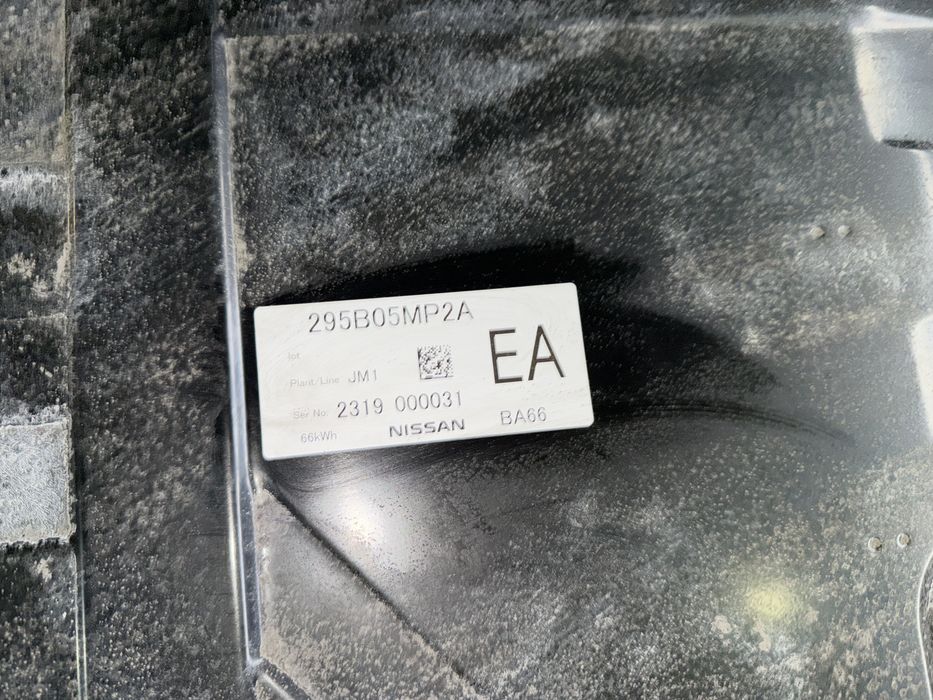 295B05MP2A
lot
EA
Plant/Line JM1
Ser No: 2319 000031
66kWh NISSAN BA66